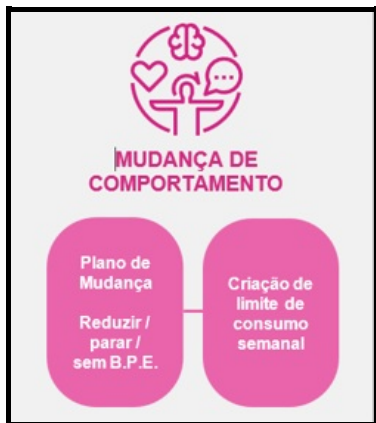 MUDANÇA DE
COMPORTAMENTO
Plano de
Mudança
Reduzir /
parar /
sem B.P.E.
Criação de
limite de
consumo
semanal